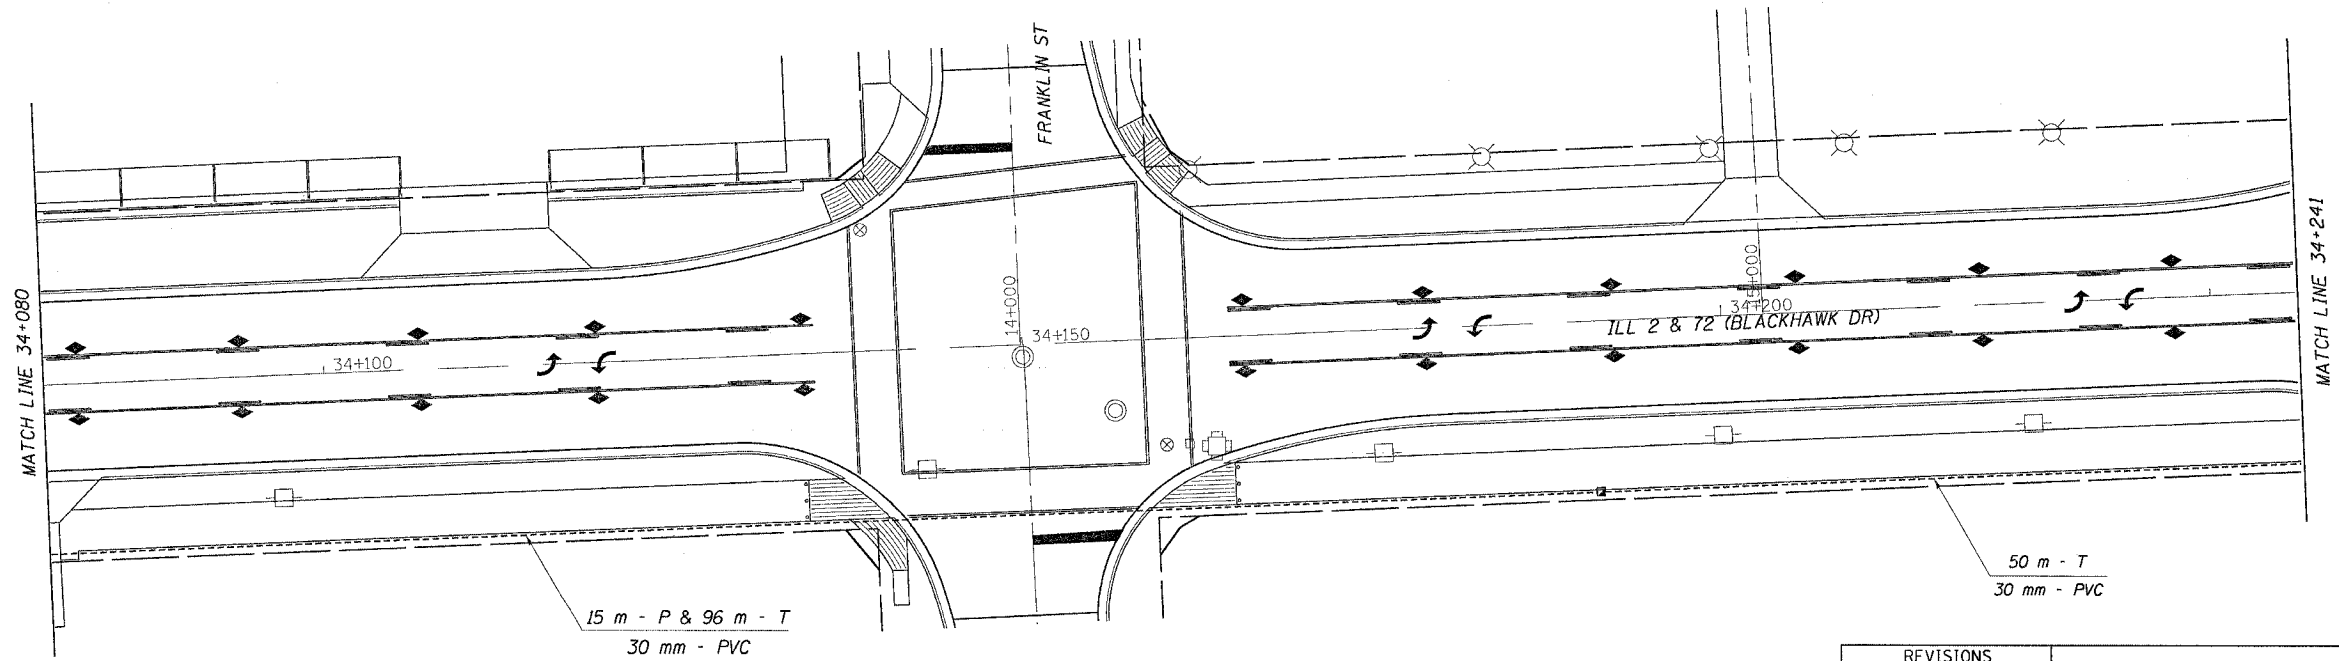 FRANKLIN ST
MATCH LINE 34+080
34+100
14+000
34+150
34+200
ILL 2 & 72 (BLACKHAWK DR)
MATCH LINE 34+241
15 m - P & 96 m - T
30 mm - PVC
50 m - T
30 mm - PVC
REVISIONS